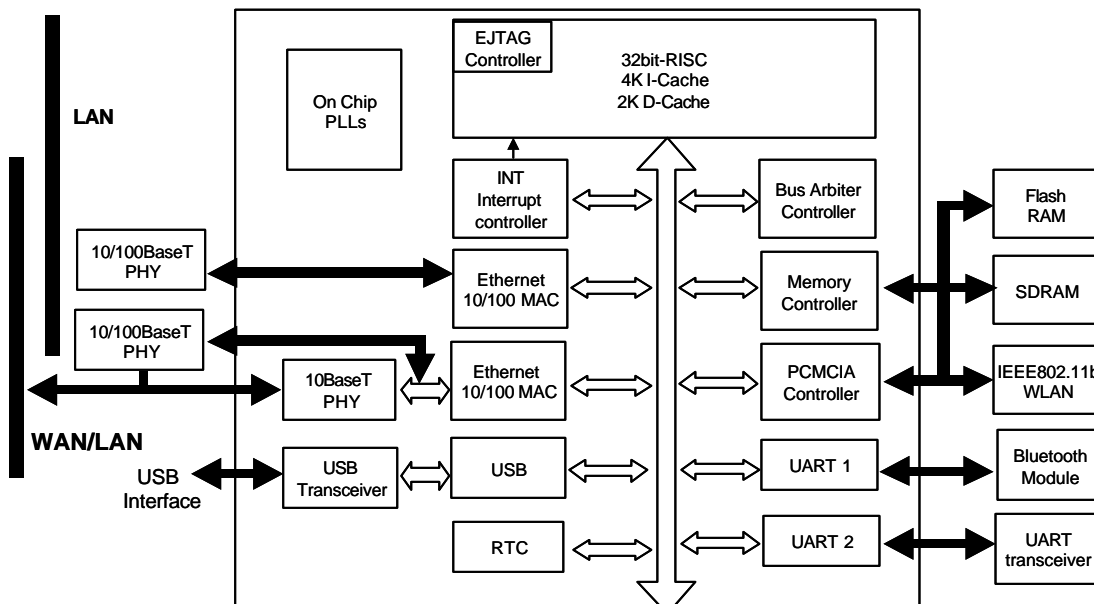 EJTAG
Controller
32bit-RISC
4K I-Cache
2K D-Cache
On Chip
PLLs
LAN
INT
Interrupt
controller
Bus Arbiter
Controller
Flash
RAM
10/100BaseT
PHY
Ethernet
10/100 MAC
Memory
Controller
SDRAM
10/100BaseT
PHY
10BaseT
PHY
Ethernet
10/100 MAC
PCMCIA
Controller
IEEE802.11b
WLAN
WAN/LAN
USB
Interface
USB
Transceiver
USB
UART 1
Bluetooth
Module
RTC
UART 2
UART
transceiver